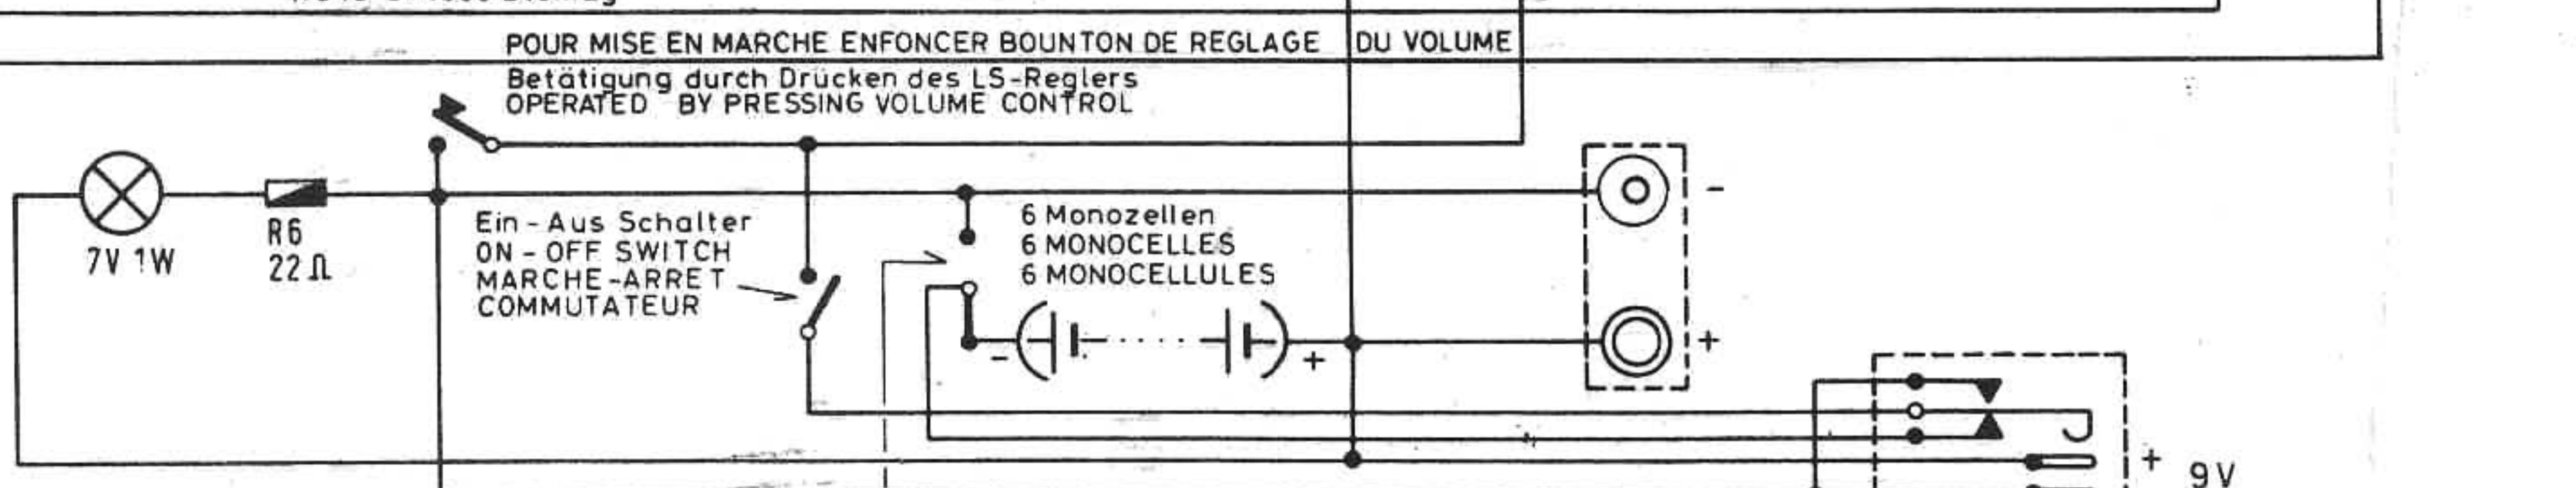 POUR MISE EN MARCHE ENFONCER BOUNTON DE REGLAGE DU VOLUME
Betätigung durch Drücken des LS-Reglers
OPERATED BY PRESSING VOLUME CONTROL
7V 1W
R6
22Ω
Ein-Aus Schalter
ON-OFF SWITCH
MARCHE-ARRET
COMMUTATEUR
6 Monozellen
6 MONOCELLES
6 MONOCELLULES
-
+
-
+
+ 9V